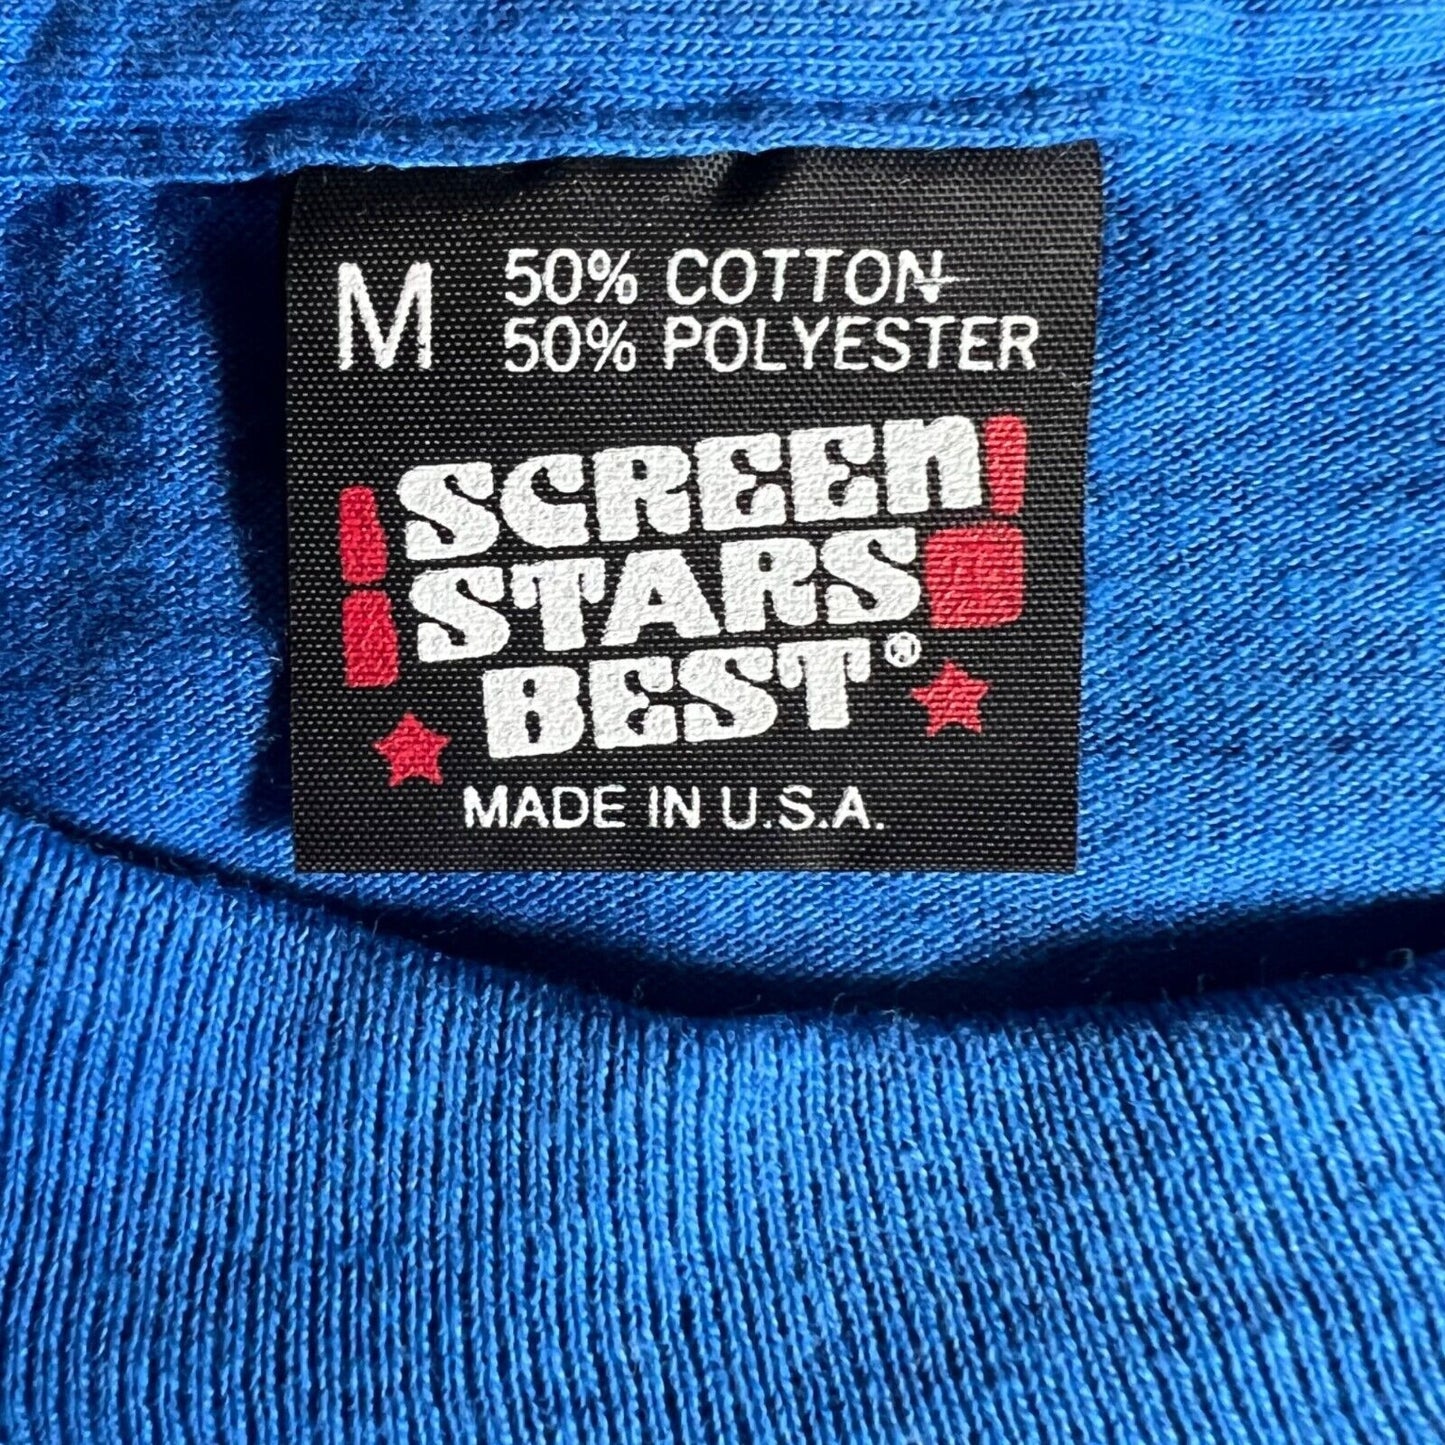 M 50% COTTON
50% POLYESTER
SCREEN
STARS
BEST®
MADE IN U.S.A.